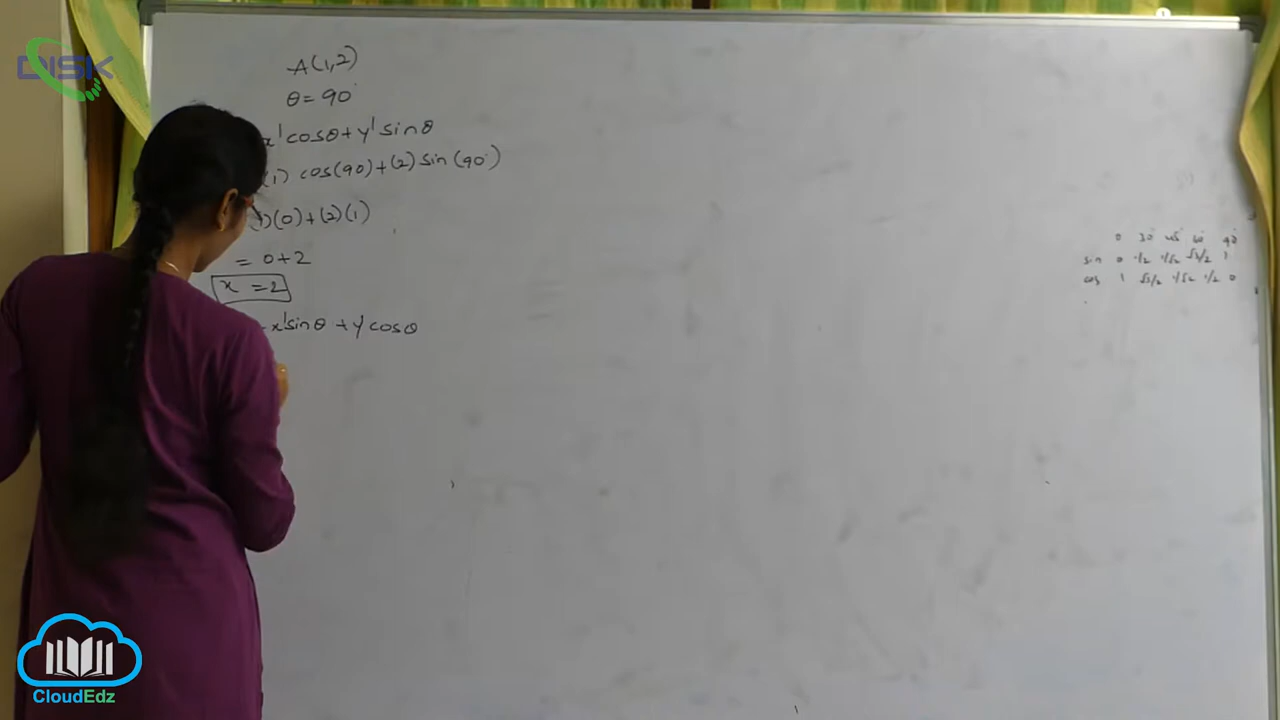 DISK
A(1,2)
θ = 90°
x' cosθ + y' sinθ
(1) cos(90) + (2) sin(90°)
)(0) + (2)(1)
= 0+2
x = 2
- x' sinθ + y' cosθ
0 30° 45° 60° 90°
sin 0 1/2 1/√2 √3/2 1
cos 1 √3/2 1/√2 1/2 0
CloudEdz